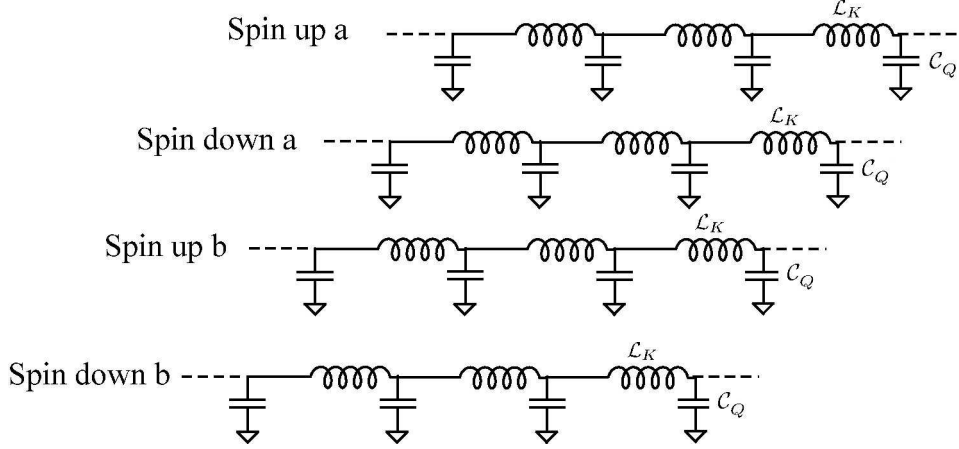 Spin up a
ℒ_K
𝒞_Q
Spin down a
ℒ_K
𝒞_Q
Spin up b
ℒ_K
𝒞_Q
Spin down b
ℒ_K
𝒞_Q